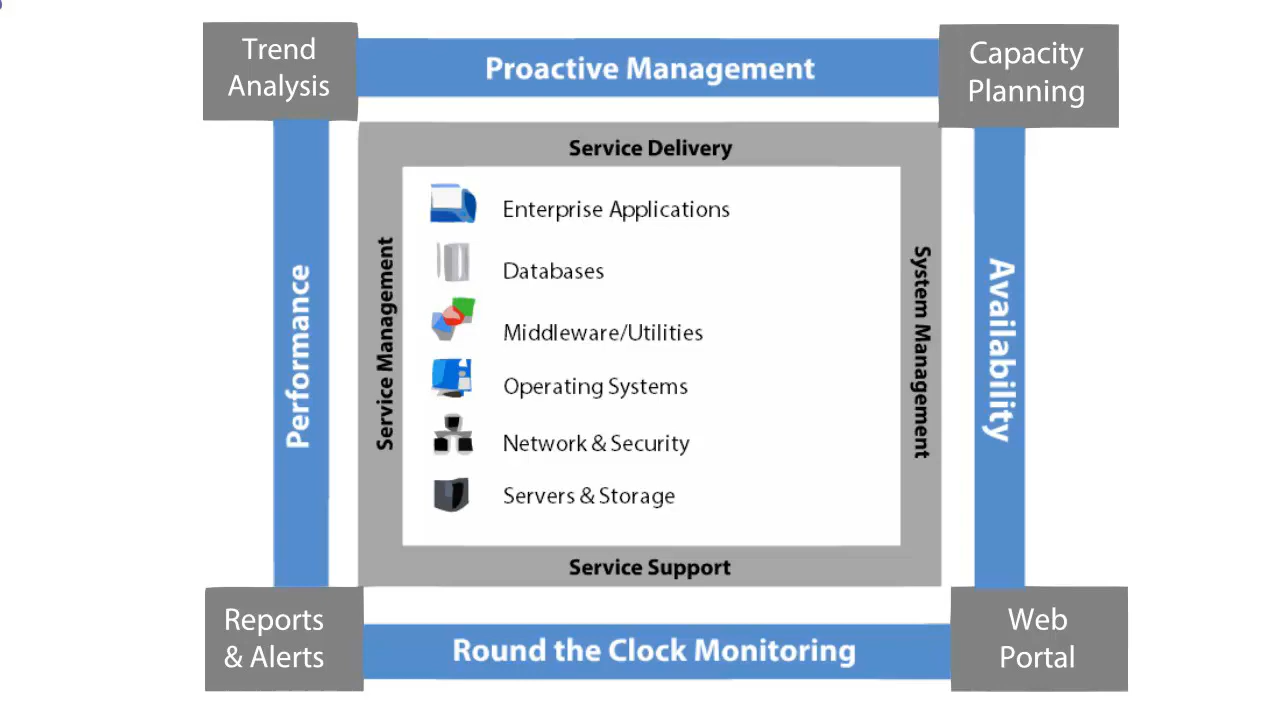 Trend
Analysis
Proactive Management
Capacity
Planning
Service Delivery
Performance
Service Management
Enterprise Applications
Databases
Middleware/Utilities
Operating Systems
Network & Security
Servers & Storage
System Management
Availability
Service Support
Reports
& Alerts
Round the Clock Monitoring
Web
Portal